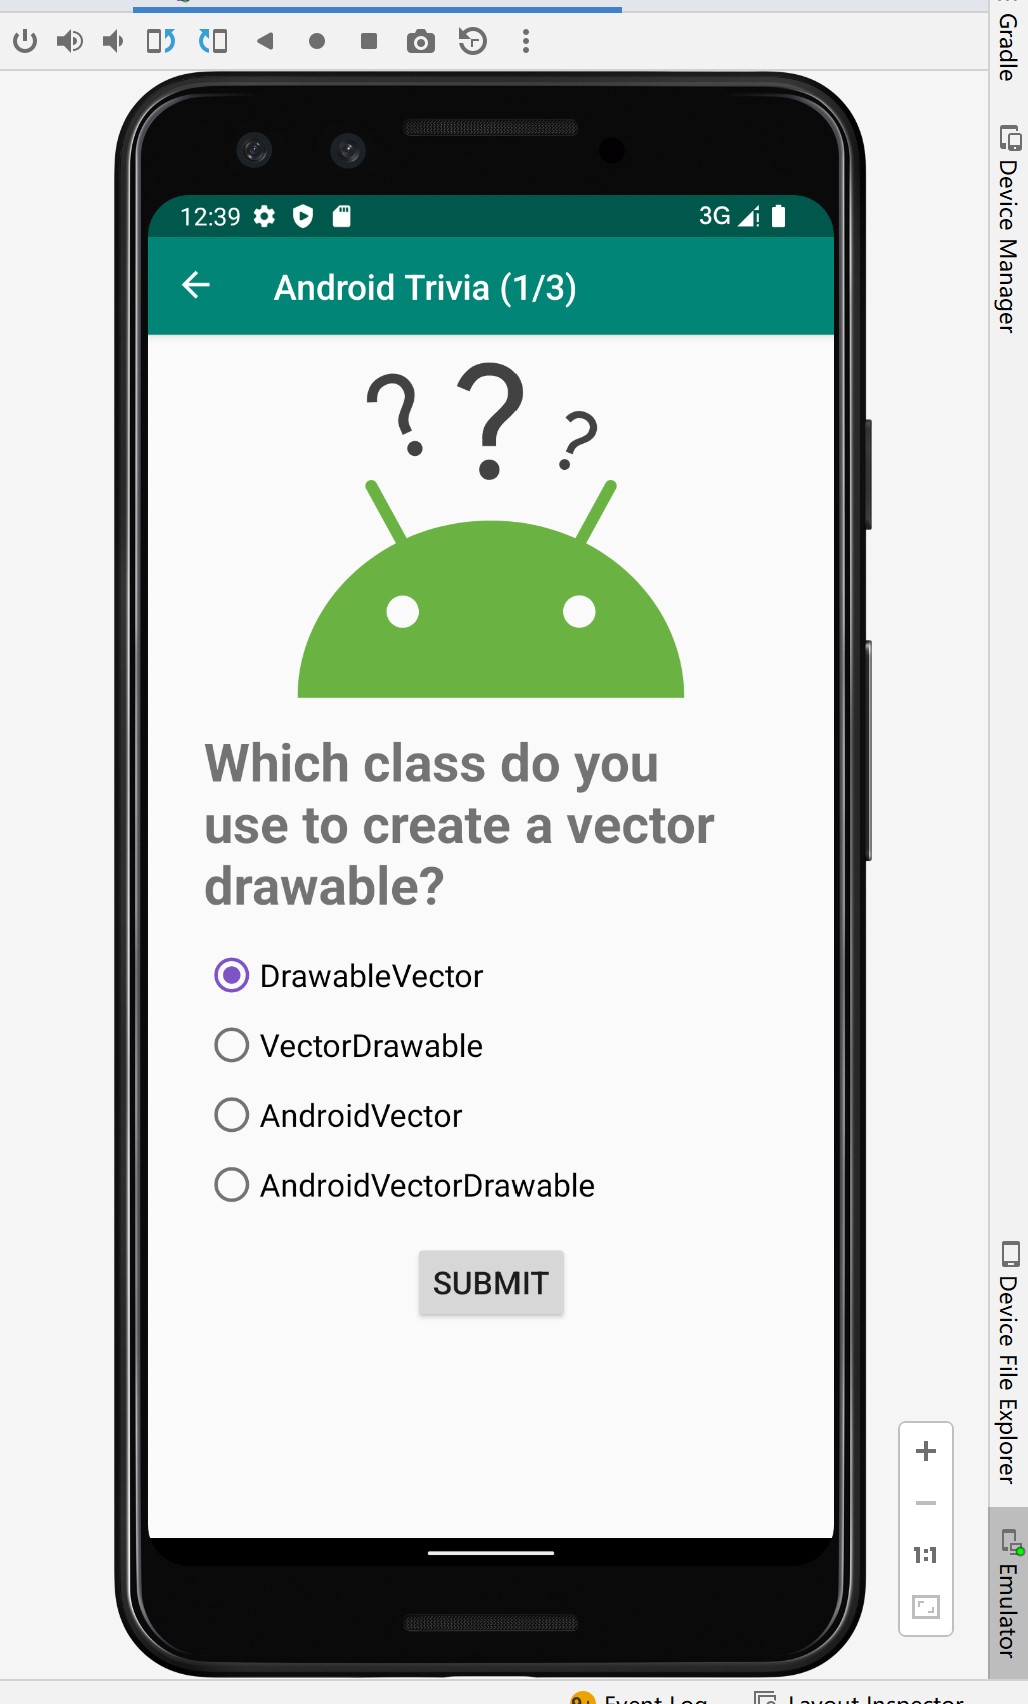 Gradle
Device Manager
12:39
3G
Android Trivia (1/3)
? ? ?
Which class do you
use to create a vector
drawable?
DrawableVector
VectorDrawable
AndroidVector
AndroidVectorDrawable
SUBMIT
Device File Explorer
1:1
Emulator
Event Log
Layout Inspector